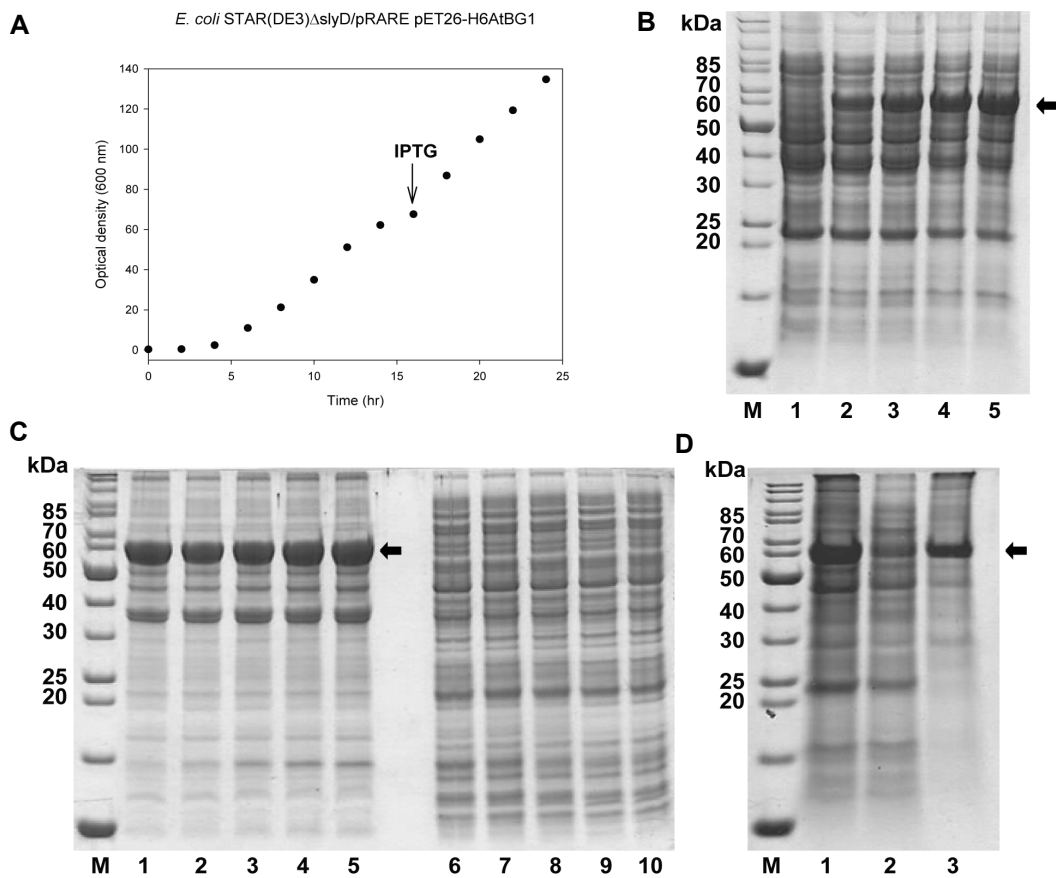 A
E. coli STAR(DE3)ΔslyD/pRARE pET26-H6AtBG1
Optical density (600 nm)
140
120
100
80
60
40
20
0
IPTG
0 5 10 15 20 25
Time (hr)
B
kDa
85
70
60
50
40
30
25
20
M 1 2 3 4 5
C
kDa
85
70
60
50
40
30
25
20
M 1 2 3 4 5 6 7 8 9 10
D
kDa
85
70
60
50
40
30
25
20
M 1 2 3